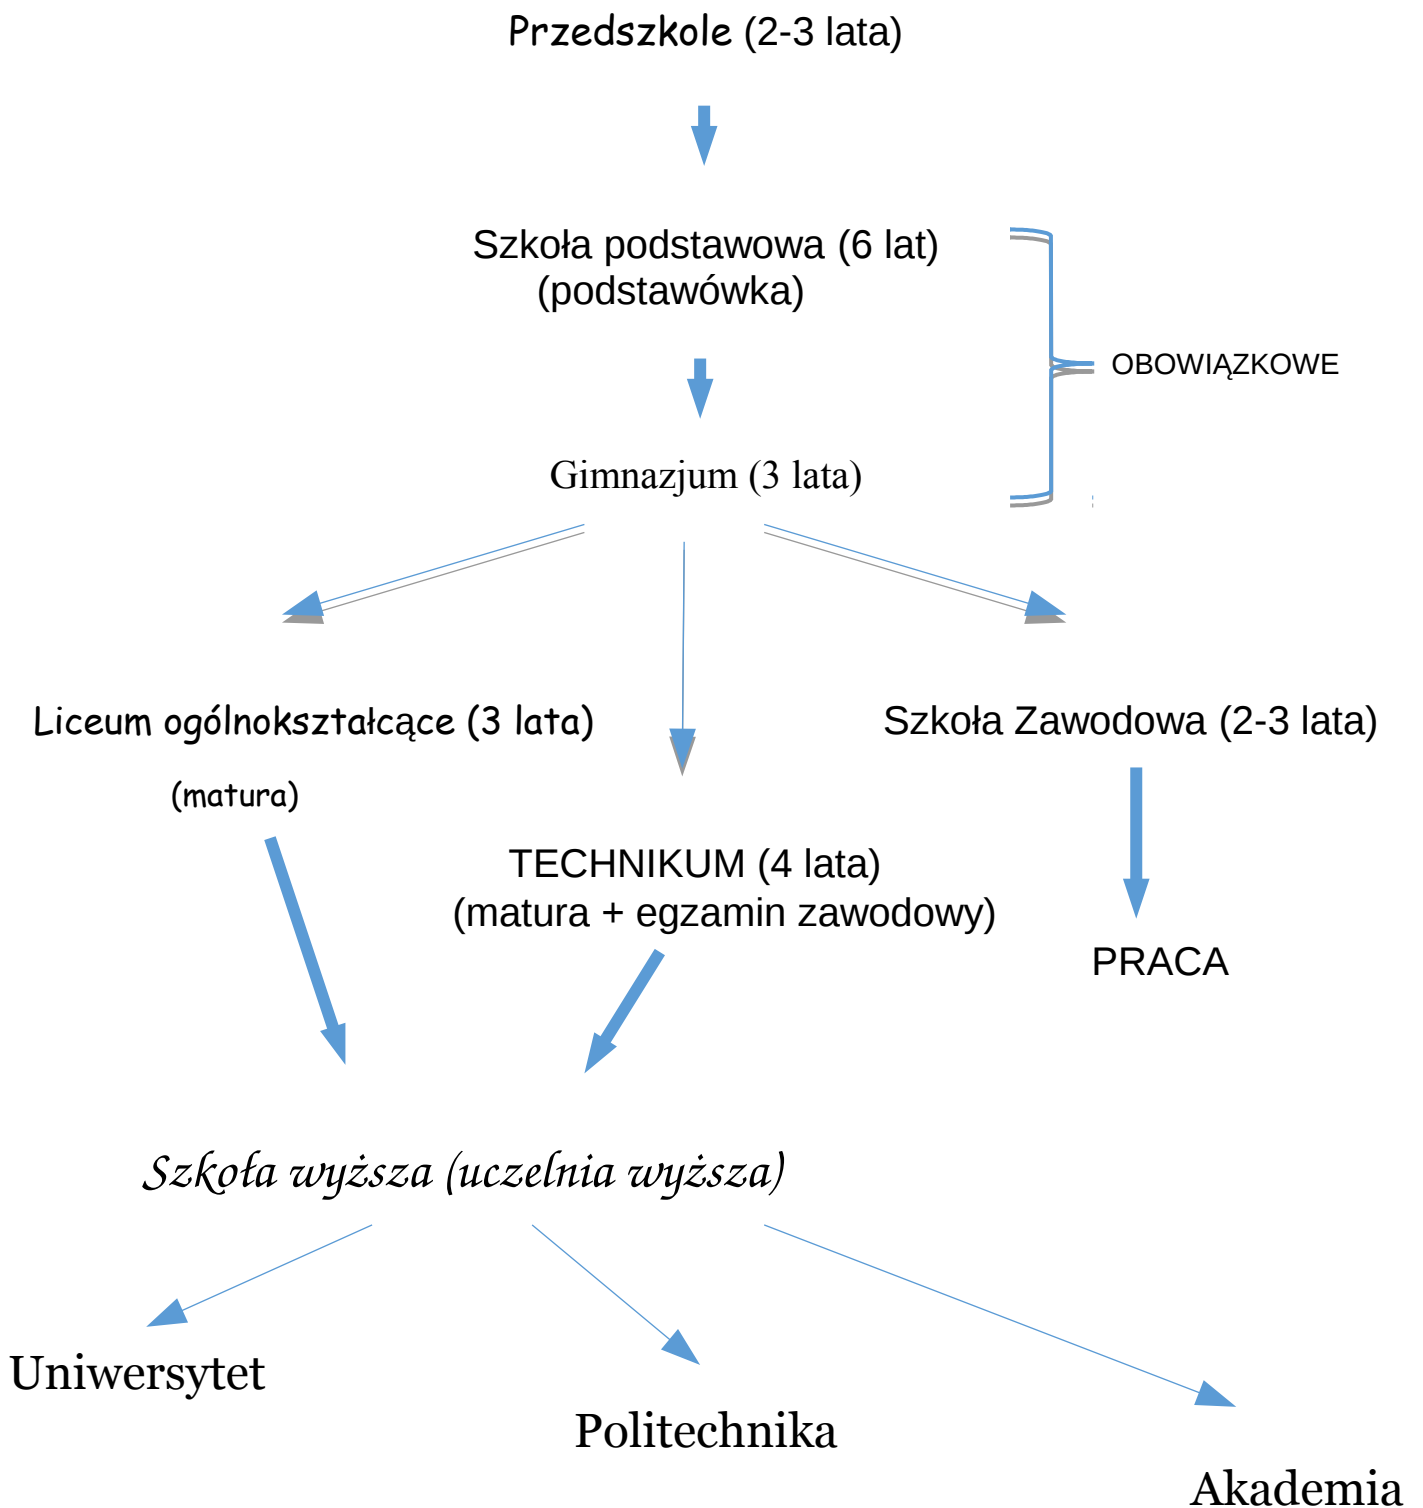 Przedszkole (2-3 lata)
Szkoła podstawowa (6 lat)
(podstawówka)
OBOWIĄZKOWE
Gimnazjum (3 lata)
Liceum ogólnokształcące (3 lata)
(matura)
Szkoła Zawodowa (2-3 lata)
TECHNIKUM (4 lata)
(matura + egzamin zawodowy)
PRACA
Szkoła wyższa (uczelnia wyższa)
Uniwersytet
Politechnika
Akademia